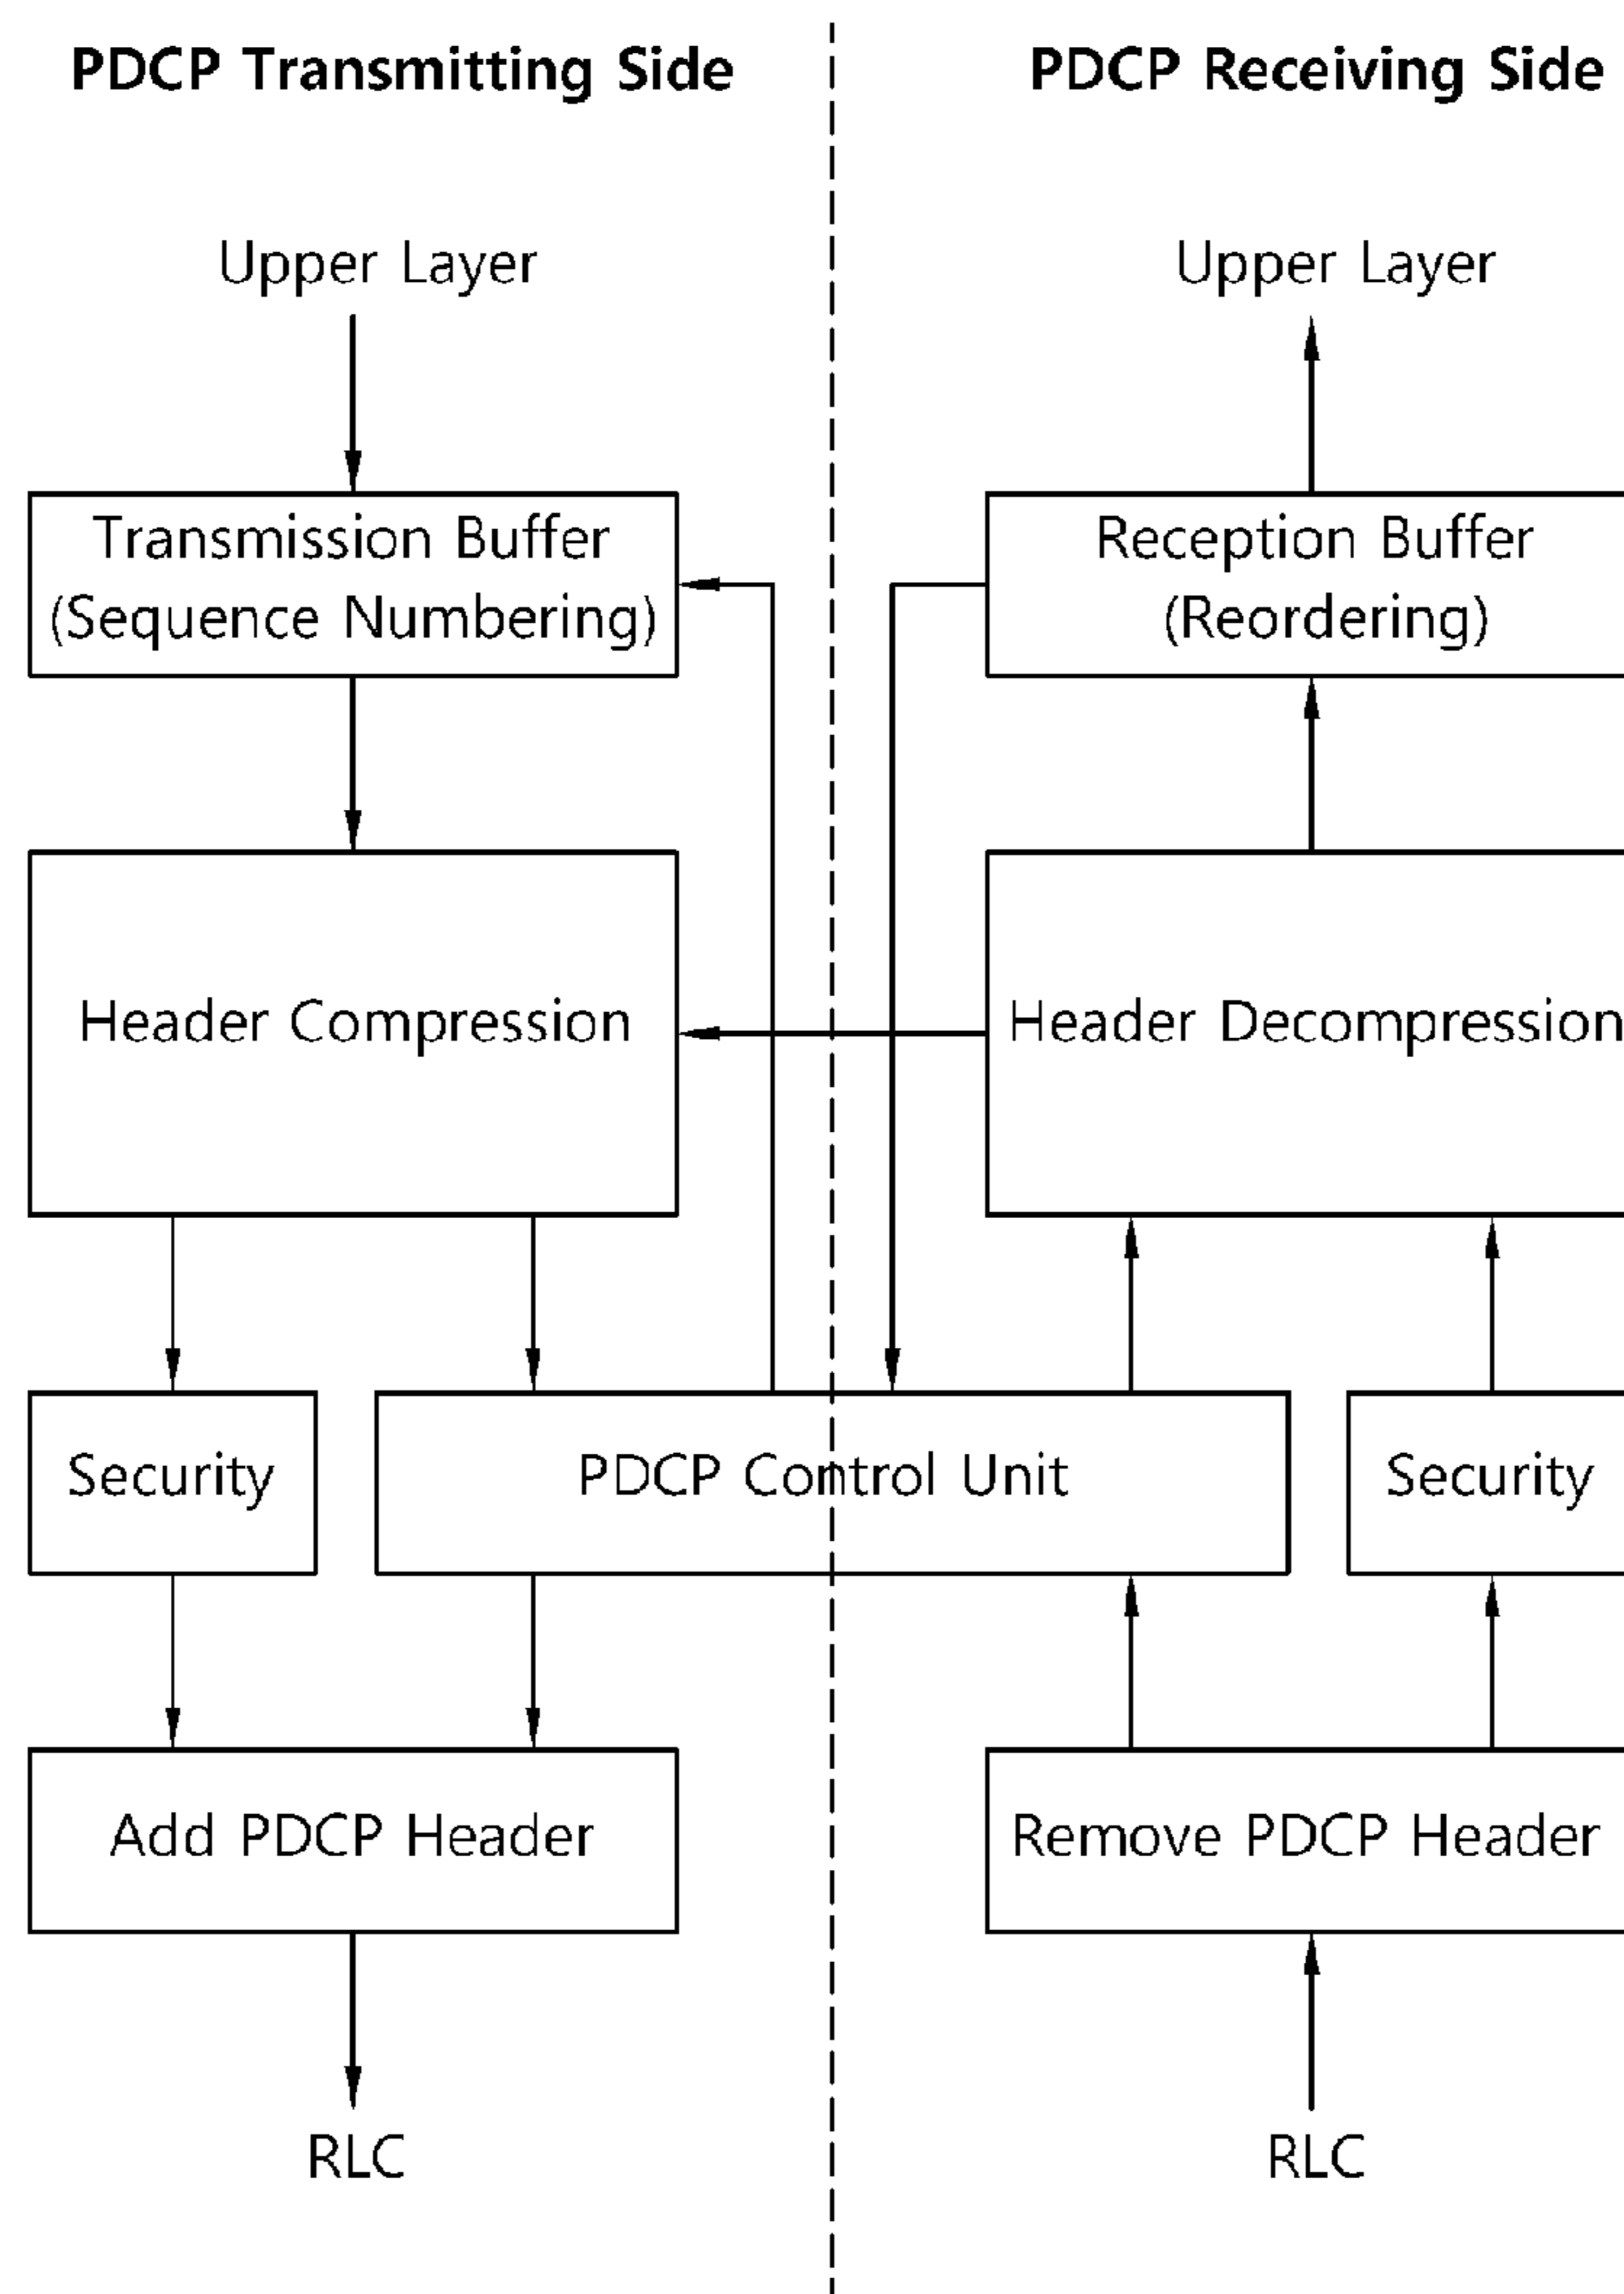 PDCP Transmitting Side
PDCP Receiving Side
Upper Layer
Upper Layer
Transmission Buffer
(Sequence Numbering)
Reception Buffer
(Reordering)
Header Compression
Header Decompression
Security
PDCP Control Unit
Security
Add PDCP Header
Remove PDCP Header
RLC
RLC